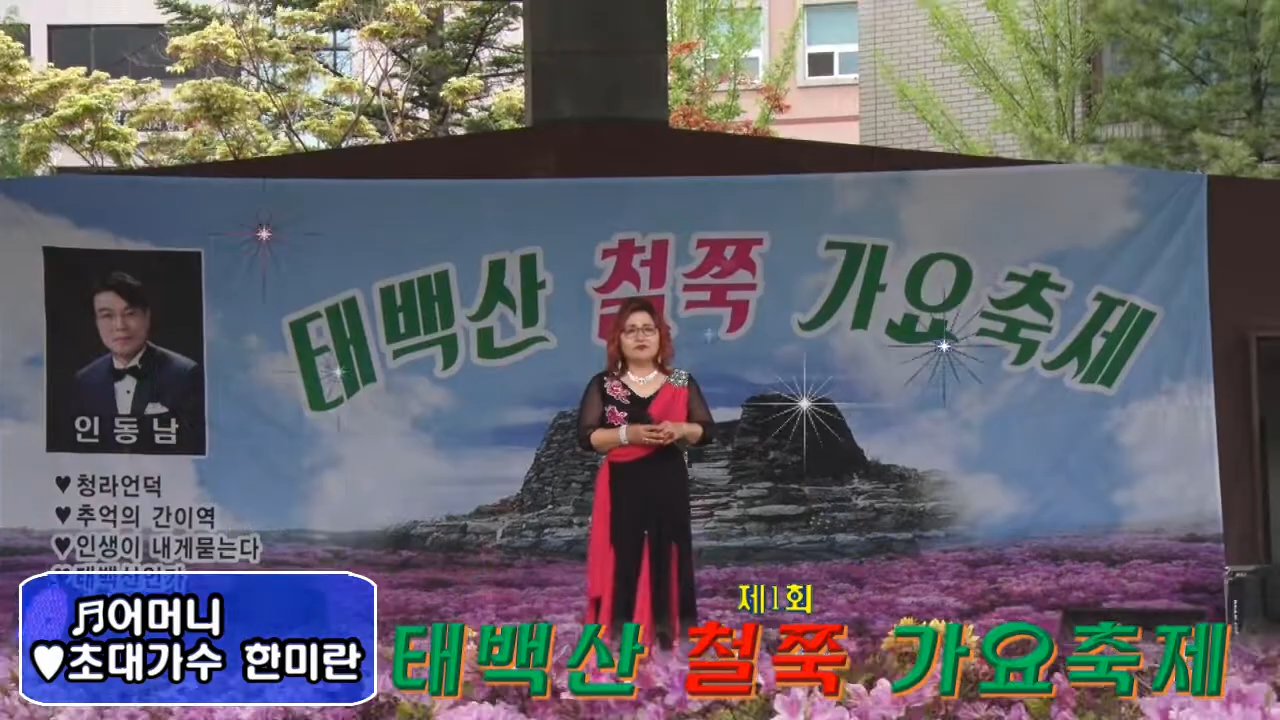 태백산 철쭉 가요축제
인동남
♥청라언덕
♥추억의 간이역
♥인생이 내게묻는다
♬어머니
♥초대가수 한미란
제1회
태백산 철쭉 가요축제